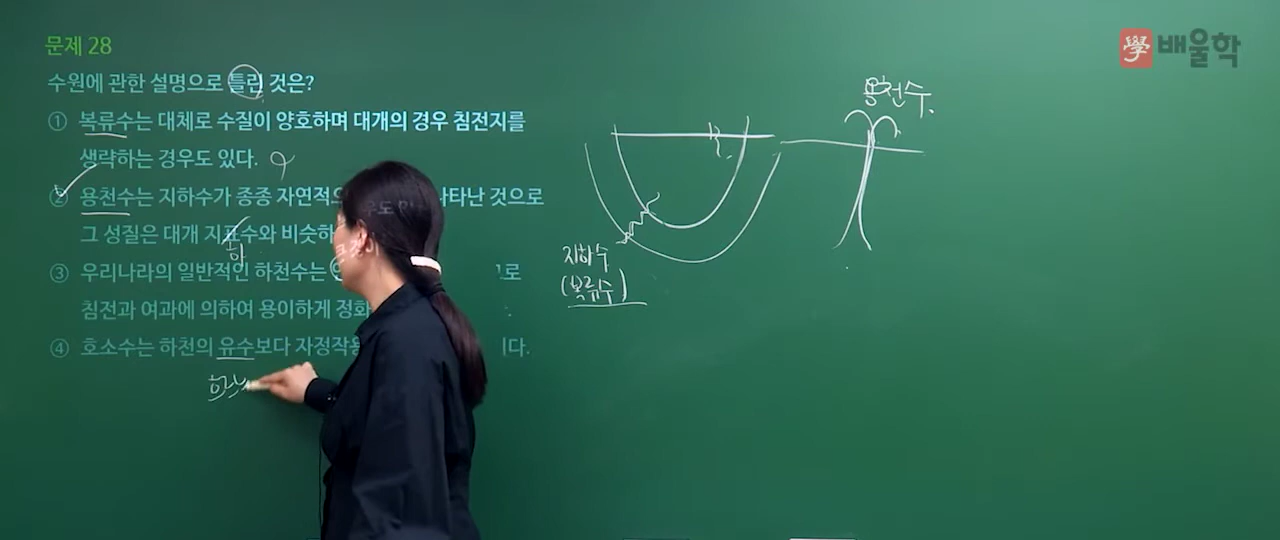 문제 28
수원에 관한 설명으로 틀린 것은?
① 복류수는 대체로 수질이 양호하며 대개의 경우 침전지를
생략하는 경우도 있다.
② 용천수는 지하수가 종종 자연적으 나타난 것으로
그 성질은 대개 지표수와 비슷하
하
③ 우리나라의 일반적인 하천수는 로
침전과 여과에 의하여 용이하게 정화
④ 호소수는 하천의 유수보다 자정작용 다.
지하수
(복류수)
용천수
學 배울학